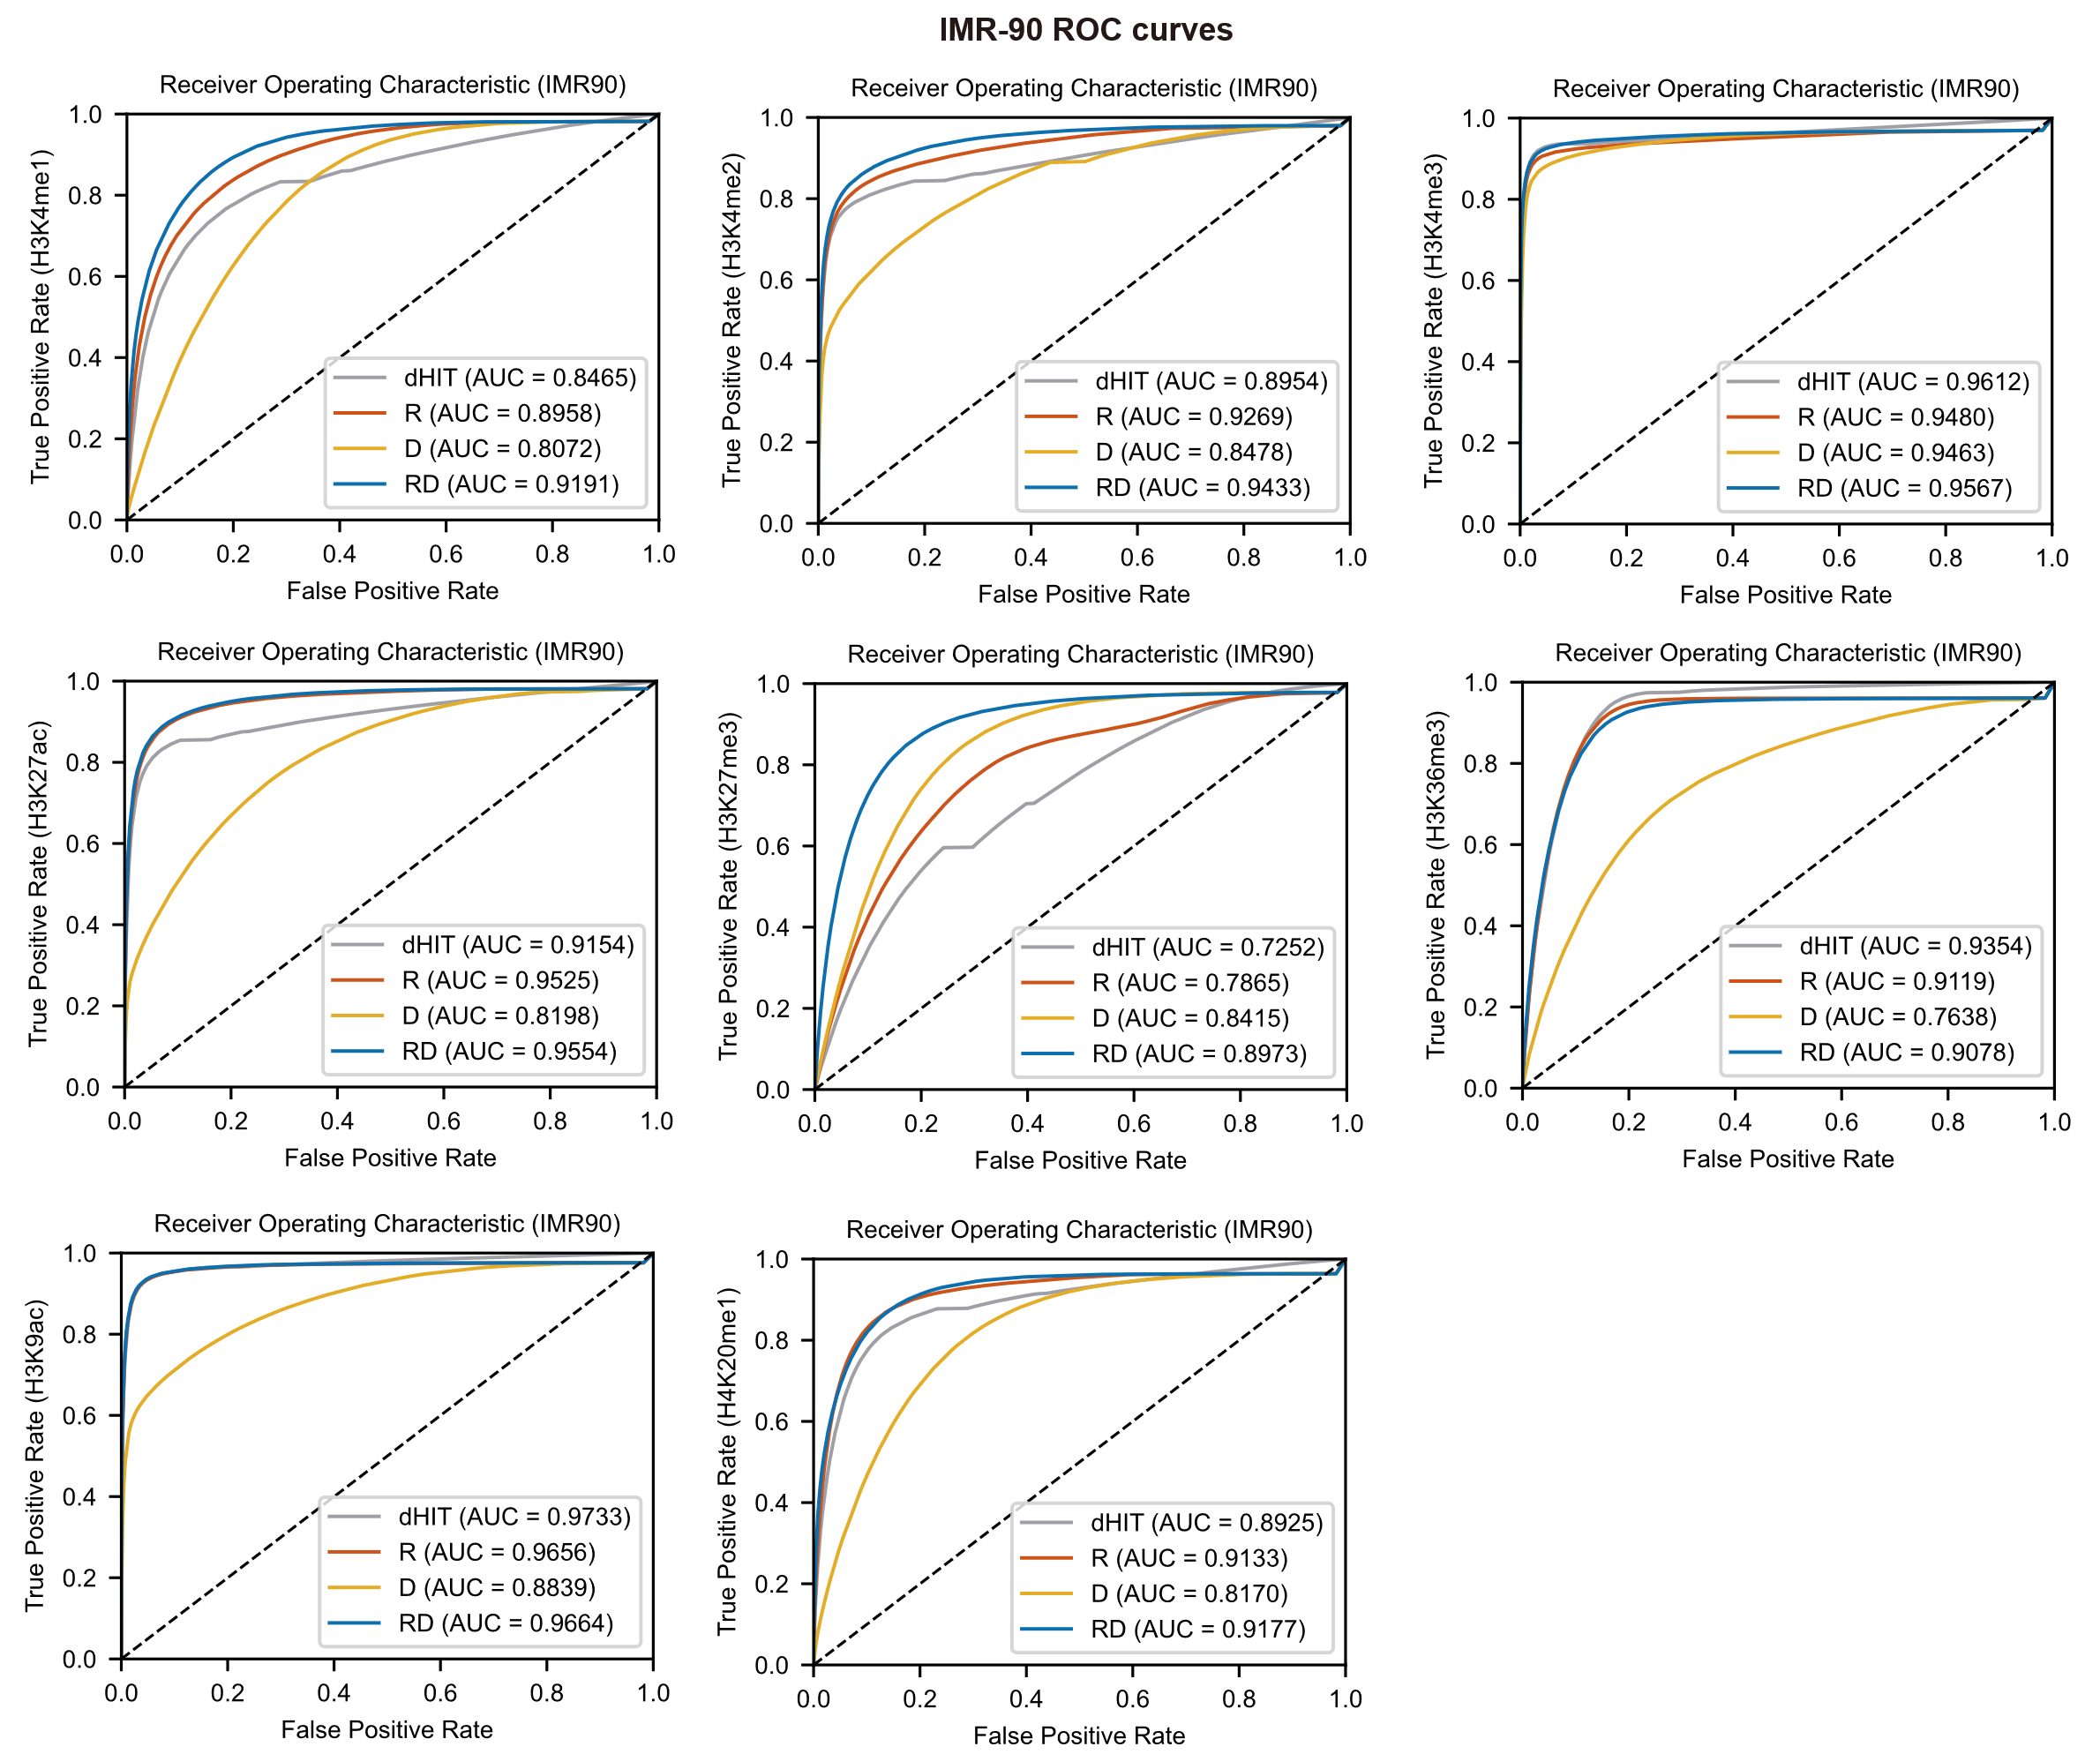 IMR-90 ROC curves
Receiver Operating Characteristic (IMR90)
True Positive Rate (H3K4me1)
1.0
0.8
0.6
0.4
0.2
0.0
dHIT (AUC = 0.8465)
R (AUC = 0.8958)
D (AUC = 0.8072)
RD (AUC = 0.9191)
0.0 0.2 0.4 0.6 0.8 1.0
False Positive Rate
Receiver Operating Characteristic (IMR90)
True Positive Rate (H3K4me2)
1.0
0.8
0.6
0.4
0.2
0.0
dHIT (AUC = 0.8954)
R (AUC = 0.9269)
D (AUC = 0.8478)
RD (AUC = 0.9433)
0.0 0.2 0.4 0.6 0.8 1.0
False Positive Rate
Receiver Operating Characteristic (IMR90)
True Positive Rate (H3K4me3)
1.0
0.8
0.6
0.4
0.2
0.0
dHIT (AUC = 0.9612)
R (AUC = 0.9480)
D (AUC = 0.9463)
RD (AUC = 0.9567)
0.0 0.2 0.4 0.6 0.8 1.0
False Positive Rate
Receiver Operating Characteristic (IMR90)
True Positive Rate (H3K27ac)
1.0
0.8
0.6
0.4
0.2
0.0
dHIT (AUC = 0.9154)
R (AUC = 0.9525)
D (AUC = 0.8198)
RD (AUC = 0.9554)
0.0 0.2 0.4 0.6 0.8 1.0
False Positive Rate
Receiver Operating Characteristic (IMR90)
True Positive Rate (H3K27me3)
1.0
0.8
0.6
0.4
0.2
0.0
dHIT (AUC = 0.7252)
R (AUC = 0.7865)
D (AUC = 0.8415)
RD (AUC = 0.8973)
0.0 0.2 0.4 0.6 0.8 1.0
False Positive Rate
Receiver Operating Characteristic (IMR90)
True Positive Rate (H3K36me3)
1.0
0.8
0.6
0.4
0.2
0.0
dHIT (AUC = 0.9354)
R (AUC = 0.9119)
D (AUC = 0.7638)
RD (AUC = 0.9078)
0.0 0.2 0.4 0.6 0.8 1.0
False Positive Rate
Receiver Operating Characteristic (IMR90)
True Positive Rate (H3K9ac)
1.0
0.8
0.6
0.4
0.2
0.0
dHIT (AUC = 0.9733)
R (AUC = 0.9656)
D (AUC = 0.8839)
RD (AUC = 0.9664)
0.0 0.2 0.4 0.6 0.8 1.0
False Positive Rate
Receiver Operating Characteristic (IMR90)
True Positive Rate (H4K20me1)
1.0
0.8
0.6
0.4
0.2
0.0
dHIT (AUC = 0.8925)
R (AUC = 0.9133)
D (AUC = 0.8170)
RD (AUC = 0.9177)
0.0 0.2 0.4 0.6 0.8 1.0
False Positive Rate